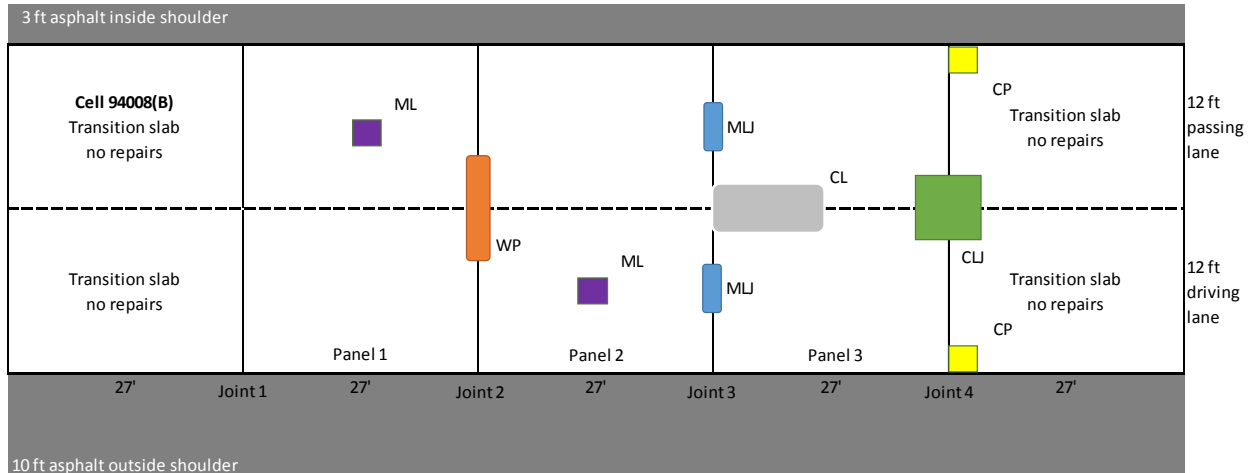 3 ft asphalt inside shoulder
Cell 94008(B)
Transition slab
no repairs
ML
MLJ
CL
CP
Transition slab
no repairs
12 ft
passing
lane
WP
ML
MLJ
CLJ
Transition slab
no repairs
Transition slab
no repairs
CP
12 ft
driving
lane
Panel 1
Panel 2
Panel 3
27'
Joint 1
27'
Joint 2
27'
Joint 3
27'
Joint 4
27'
10 ft asphalt outside shoulder